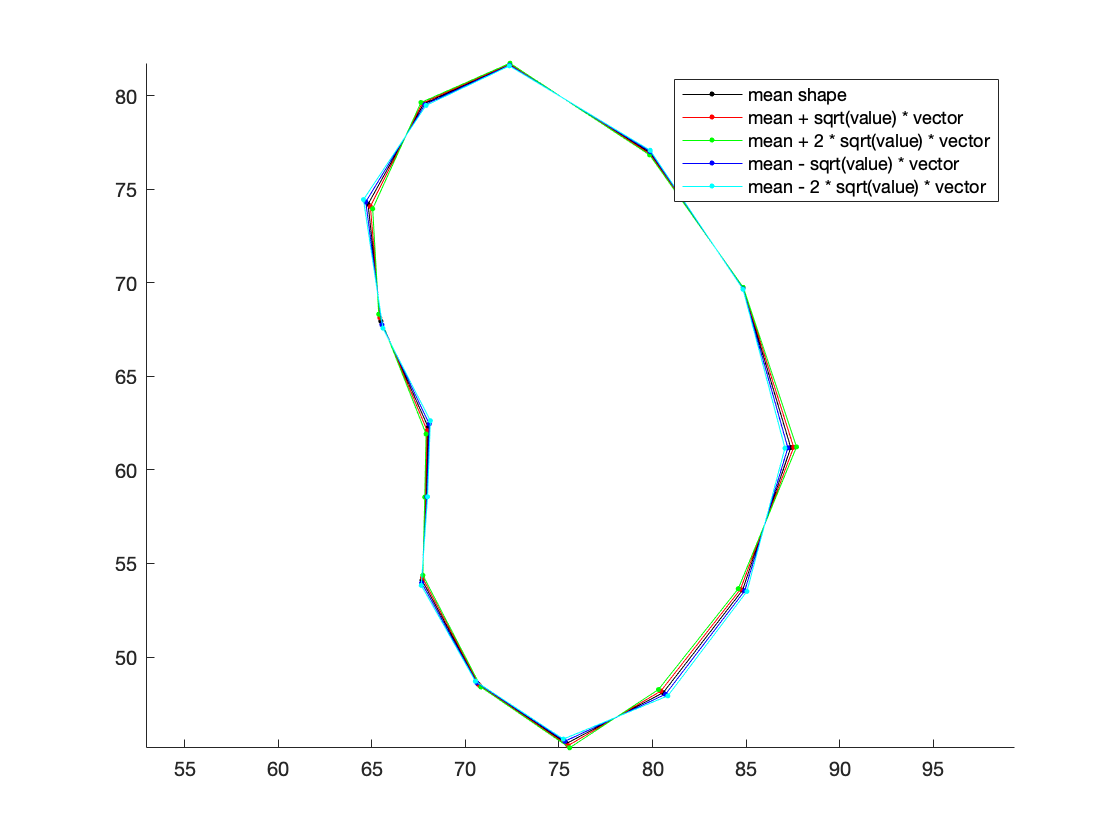 mean shape
mean + sqrt(value) * vector
mean + 2 * sqrt(value) * vector
mean - sqrt(value) * vector
mean - 2 * sqrt(value) * vector
80
75
70
65
60
55
50
55 60 65 70 75 80 85 90 95